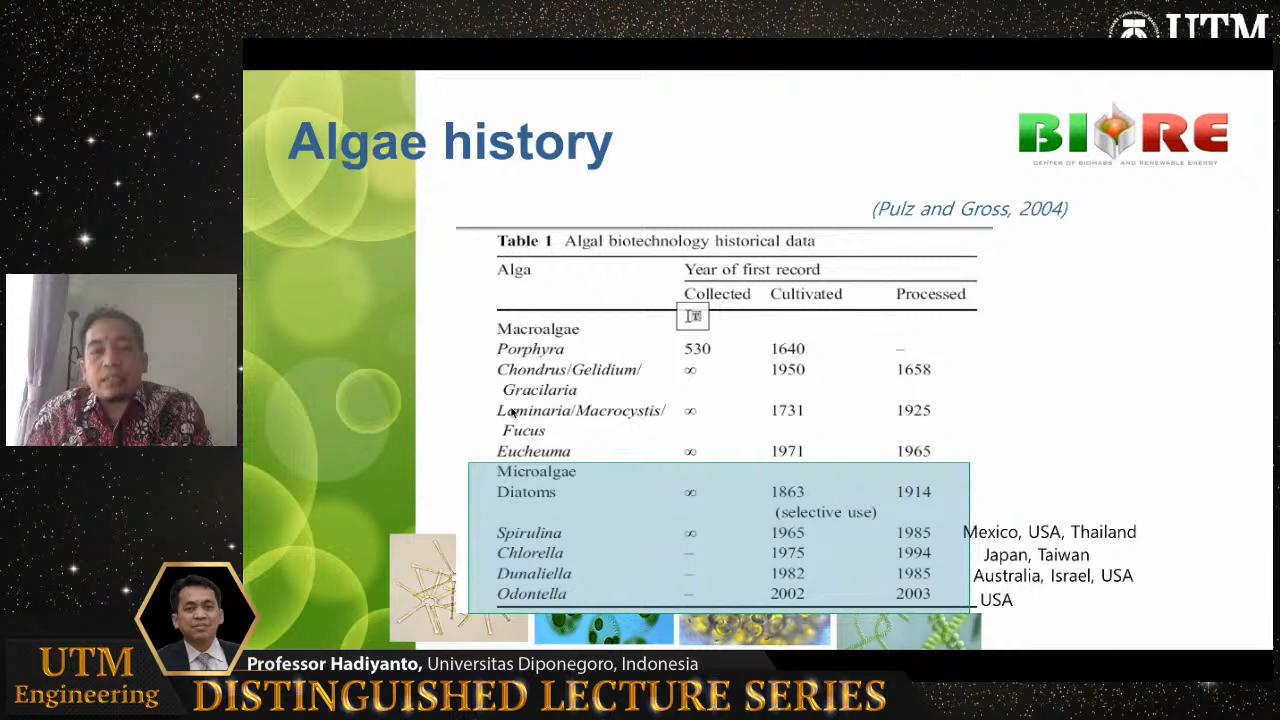 UTM
Algae history
BI RE
CENTER OF BIOMASS AND RENEWABLE ENERGY
(Pulz and Gross, 2004)
Table 1 Algal biotechnology historical data
Alga Year of first record
Collected Cultivated Processed
Macroalgae
Porphyra 530 1640 –
Chondrus/Gelidium/ ∞ 1950 1658
Gracilaria
Laminaria/Macrocystis/ ∞ 1731 1925
Fucus
Eucheuma ∞ 1971 1965
Microalgae
Diatoms ∞ 1863 1914
(selective use)
Spirulina ∞ 1965 1985 Mexico, USA, Thailand
Chlorella – 1975 1994 Japan, Taiwan
Dunaliella – 1982 1985 Australia, Israel, USA
Odontella – 2002 2003 USA
Professor Hadiyanto, Universitas Diponegoro, Indonesia
UTM
Engineering
DISTINGUISHED LECTURE SERIES